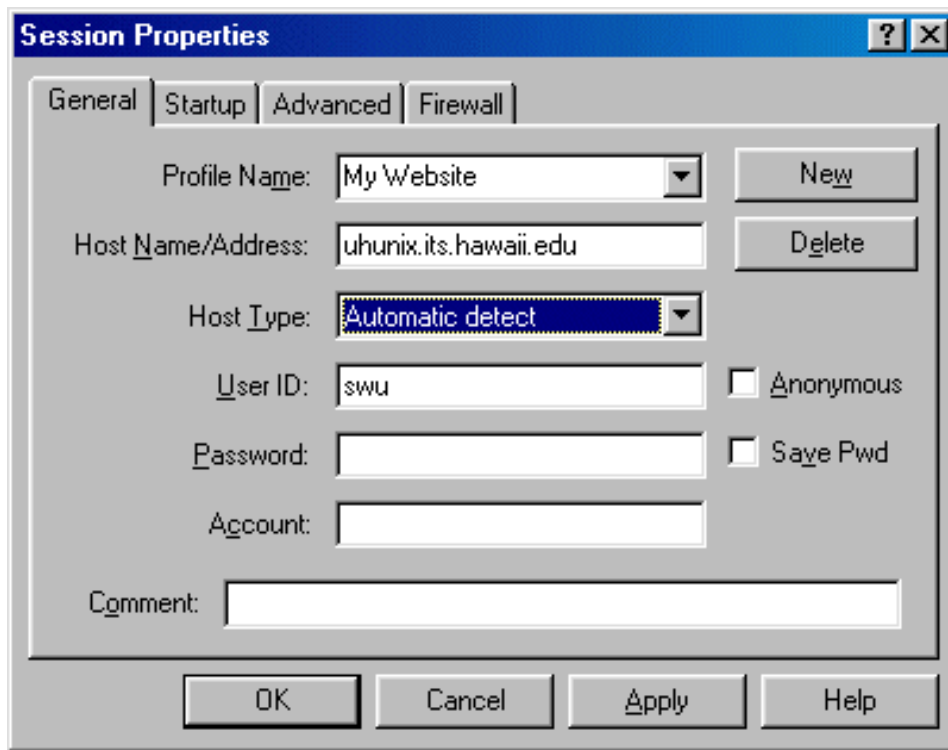 Session Properties
General Startup Advanced Firewall
Profile Name: My Website New
Host Name/Address: uhunix.its.hawaii.edu Delete
Host Type: Automatic detect
User ID: swu Anonymous
Password: Save Pwd
Account:
Comment:
OK Cancel Apply Help